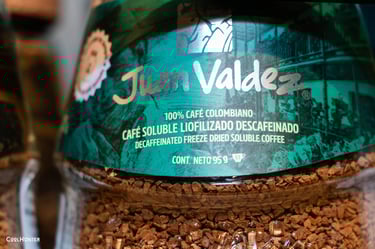 Juan Valdez
100% CAFÉ COLOMBIANO
CAFÉ SOLUBLE LIOFILIZADO DESCAFEINADO
DECAFFEINATED FREEZE DRIED SOLUBLE COFFEE
CONT. NETO 95 g
COOLHUNTER